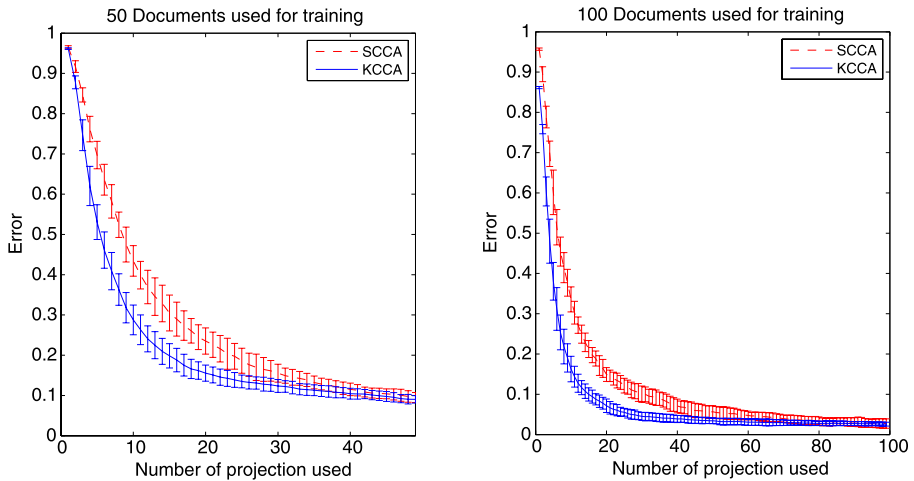 50 Documents used for training
1
0.9
0.8
0.7
0.6
0.5
0.4
0.3
0.2
0.1
0
Error
SCCA
KCCA
0 10 20 30 40
Number of projection used
100 Documents used for training
1
0.9
0.8
0.7
0.6
0.5
0.4
0.3
0.2
0.1
0
Error
SCCA
KCCA
0 20 40 60 80 100
Number of projection used